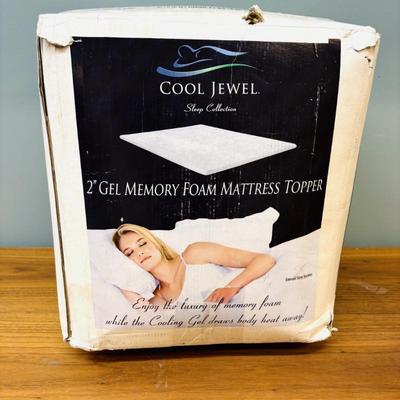 COOL JEWEL
Sleep Collection
2" GEL MEMORY FOAM MATTRESS TOPPER
Enjoy the luxury of memory foam
while the Cooling Gel draws body heat away!